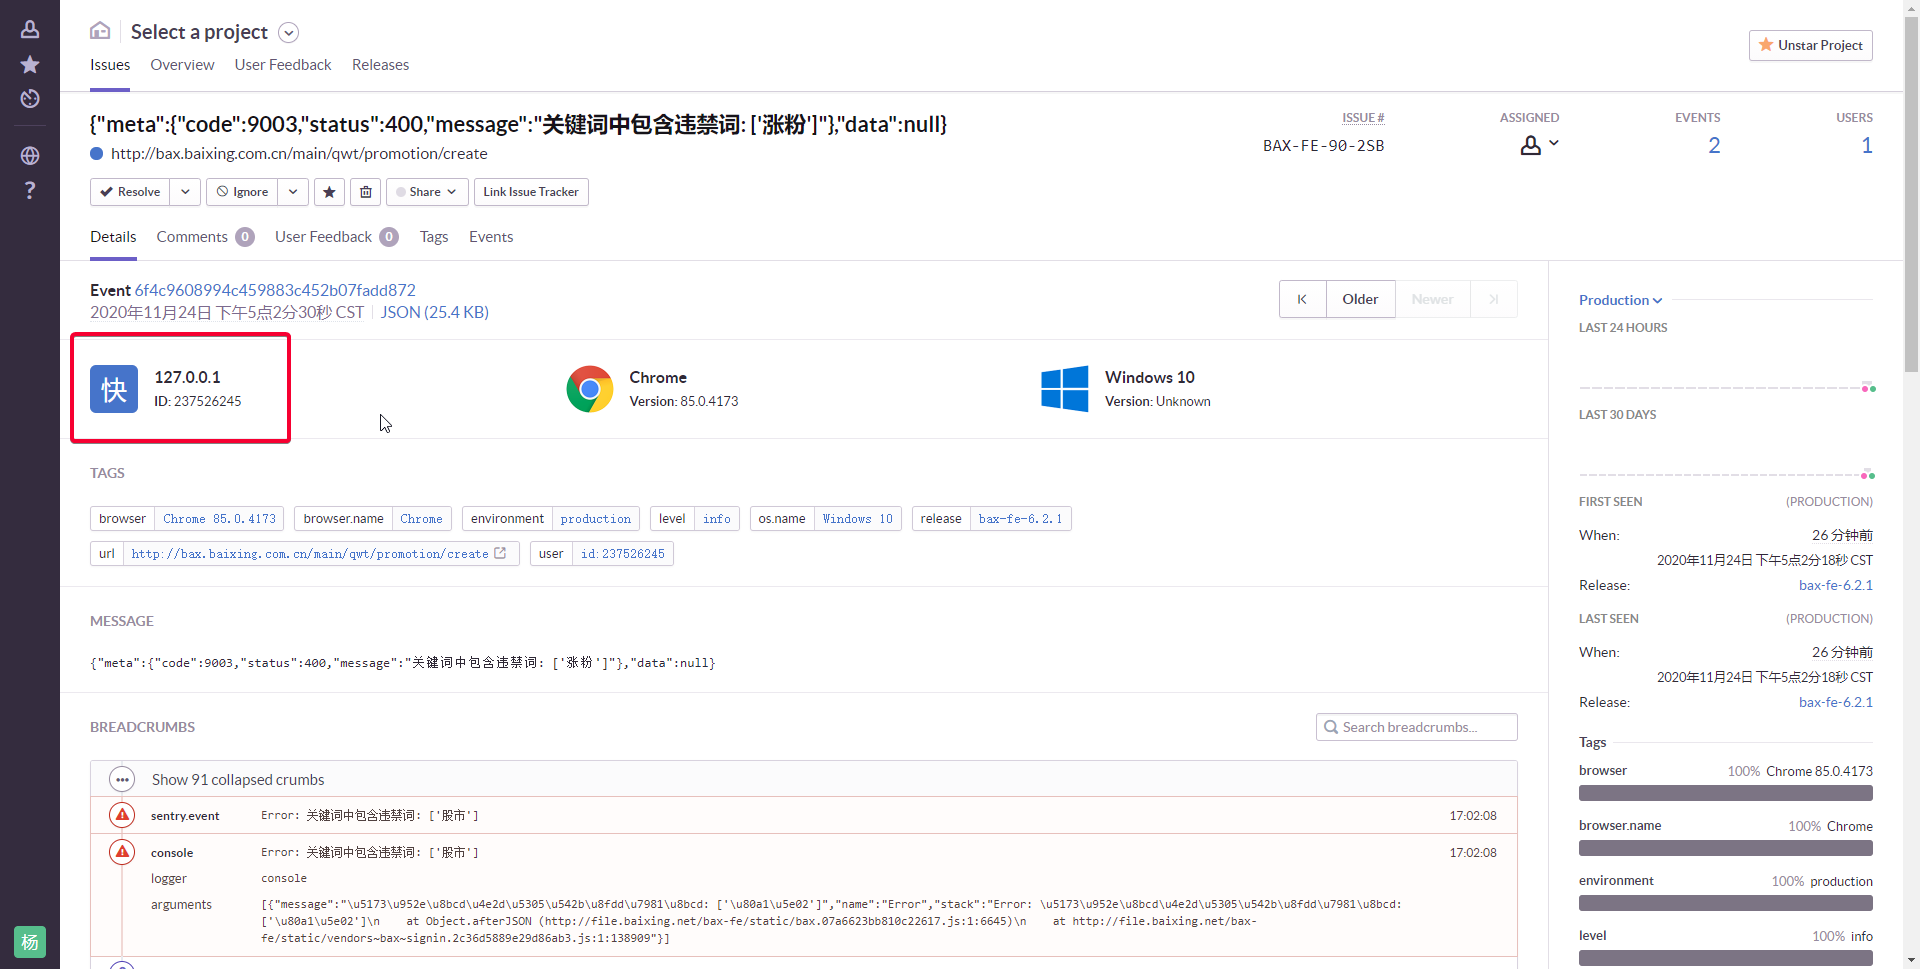 Select a project
Unstar Project
Issues Overview User Feedback Releases
{"meta":{"code":9003,"status":400,"message":"关键词中包含违禁词: ['涨粉']"},"data":null}
http://bax.baixing.com.cn/main/qwt/promotion/create
ISSUE # ASSIGNED EVENTS USERS
BAX-FE-90-2SB 2 1
?
Resolve Ignore Share Link Issue Tracker
Details Comments 0 User Feedback 0 Tags Events
Event 6f4c9608994c459883c452b07fadd872
2020年11月24日 下午5点2分30秒 CST JSON (25.4 KB)
Older Newer
快
127.0.0.1
ID: 237526245
Chrome
Version: 85.0.4173
Windows 10
Version: Unknown
TAGS
browser Chrome 85.0.4173 browser.name Chrome environment production level info os.name Windows 10 release bax-fe-6.2.1
url http://bax.baixing.com.cn/main/qwt/promotion/create user id:237526245
MESSAGE
{"meta":{"code":9003,"status":400,"message":"关键词中包含违禁词: ['涨粉']"},"data":null}
BREADCRUMBS
Search breadcrumbs...
Show 91 collapsed crumbs
sentry.event Error: 关键词中包含违禁词: ['股市'] 17:02:08
console Error: 关键词中包含违禁词: ['股市'] 17:02:08
logger console
arguments [{"message":"\u5173\u952e\u8bcd\u4e2d\u5305\u542b\u8fdd\u7981\u8bcd: ['\u80a1\u5e02']","name":"Error","stack":"Error: \u5173\u952e\u8bcd\u4e2d\u5305\u542b\u8fdd\u7981\u8bcd:
['\u80a1\u5e02']\n    at Object.afterJSON (http://file.baixing.net/bax-fe/static/bax.07a6623bb810c22617.js:1:6645)\n    at http://file.baixing.net/bax-
fe/static/vendors~bax~signin.2c36d5889e29d86ab3.js:1:138909"}]
Production
LAST 24 HOURS
LAST 30 DAYS
FIRST SEEN (PRODUCTION)
When: 26 分钟前
2020年11月24日 下午5点2分18秒 CST
Release: bax-fe-6.2.1
LAST SEEN (PRODUCTION)
When: 26 分钟前
2020年11月24日 下午5点2分18秒 CST
Release: bax-fe-6.2.1
Tags
browser 100% Chrome 85.0.4173
browser.name 100% Chrome
environment 100% production
level 100% info
杨